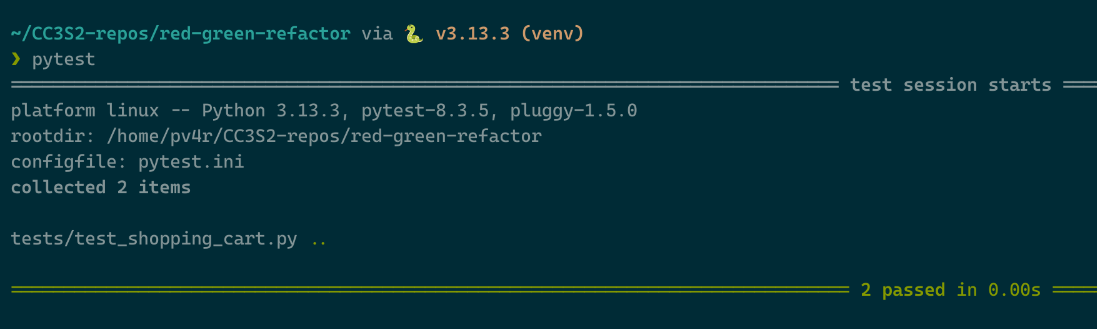 ~/CC3S2-repos/red-green-refactor via 🐍 v3.13.3 (venv)
❯ pytest
═══════════════════════════ test session starts ════
platform linux -- Python 3.13.3, pytest-8.3.5, pluggy-1.5.0
rootdir: /home/pv4r/CC3S2-repos/red-green-refactor
configfile: pytest.ini
collected 2 items
tests/test_shopping_cart.py ..
═══════════════════════════ 2 passed in 0.00s ════